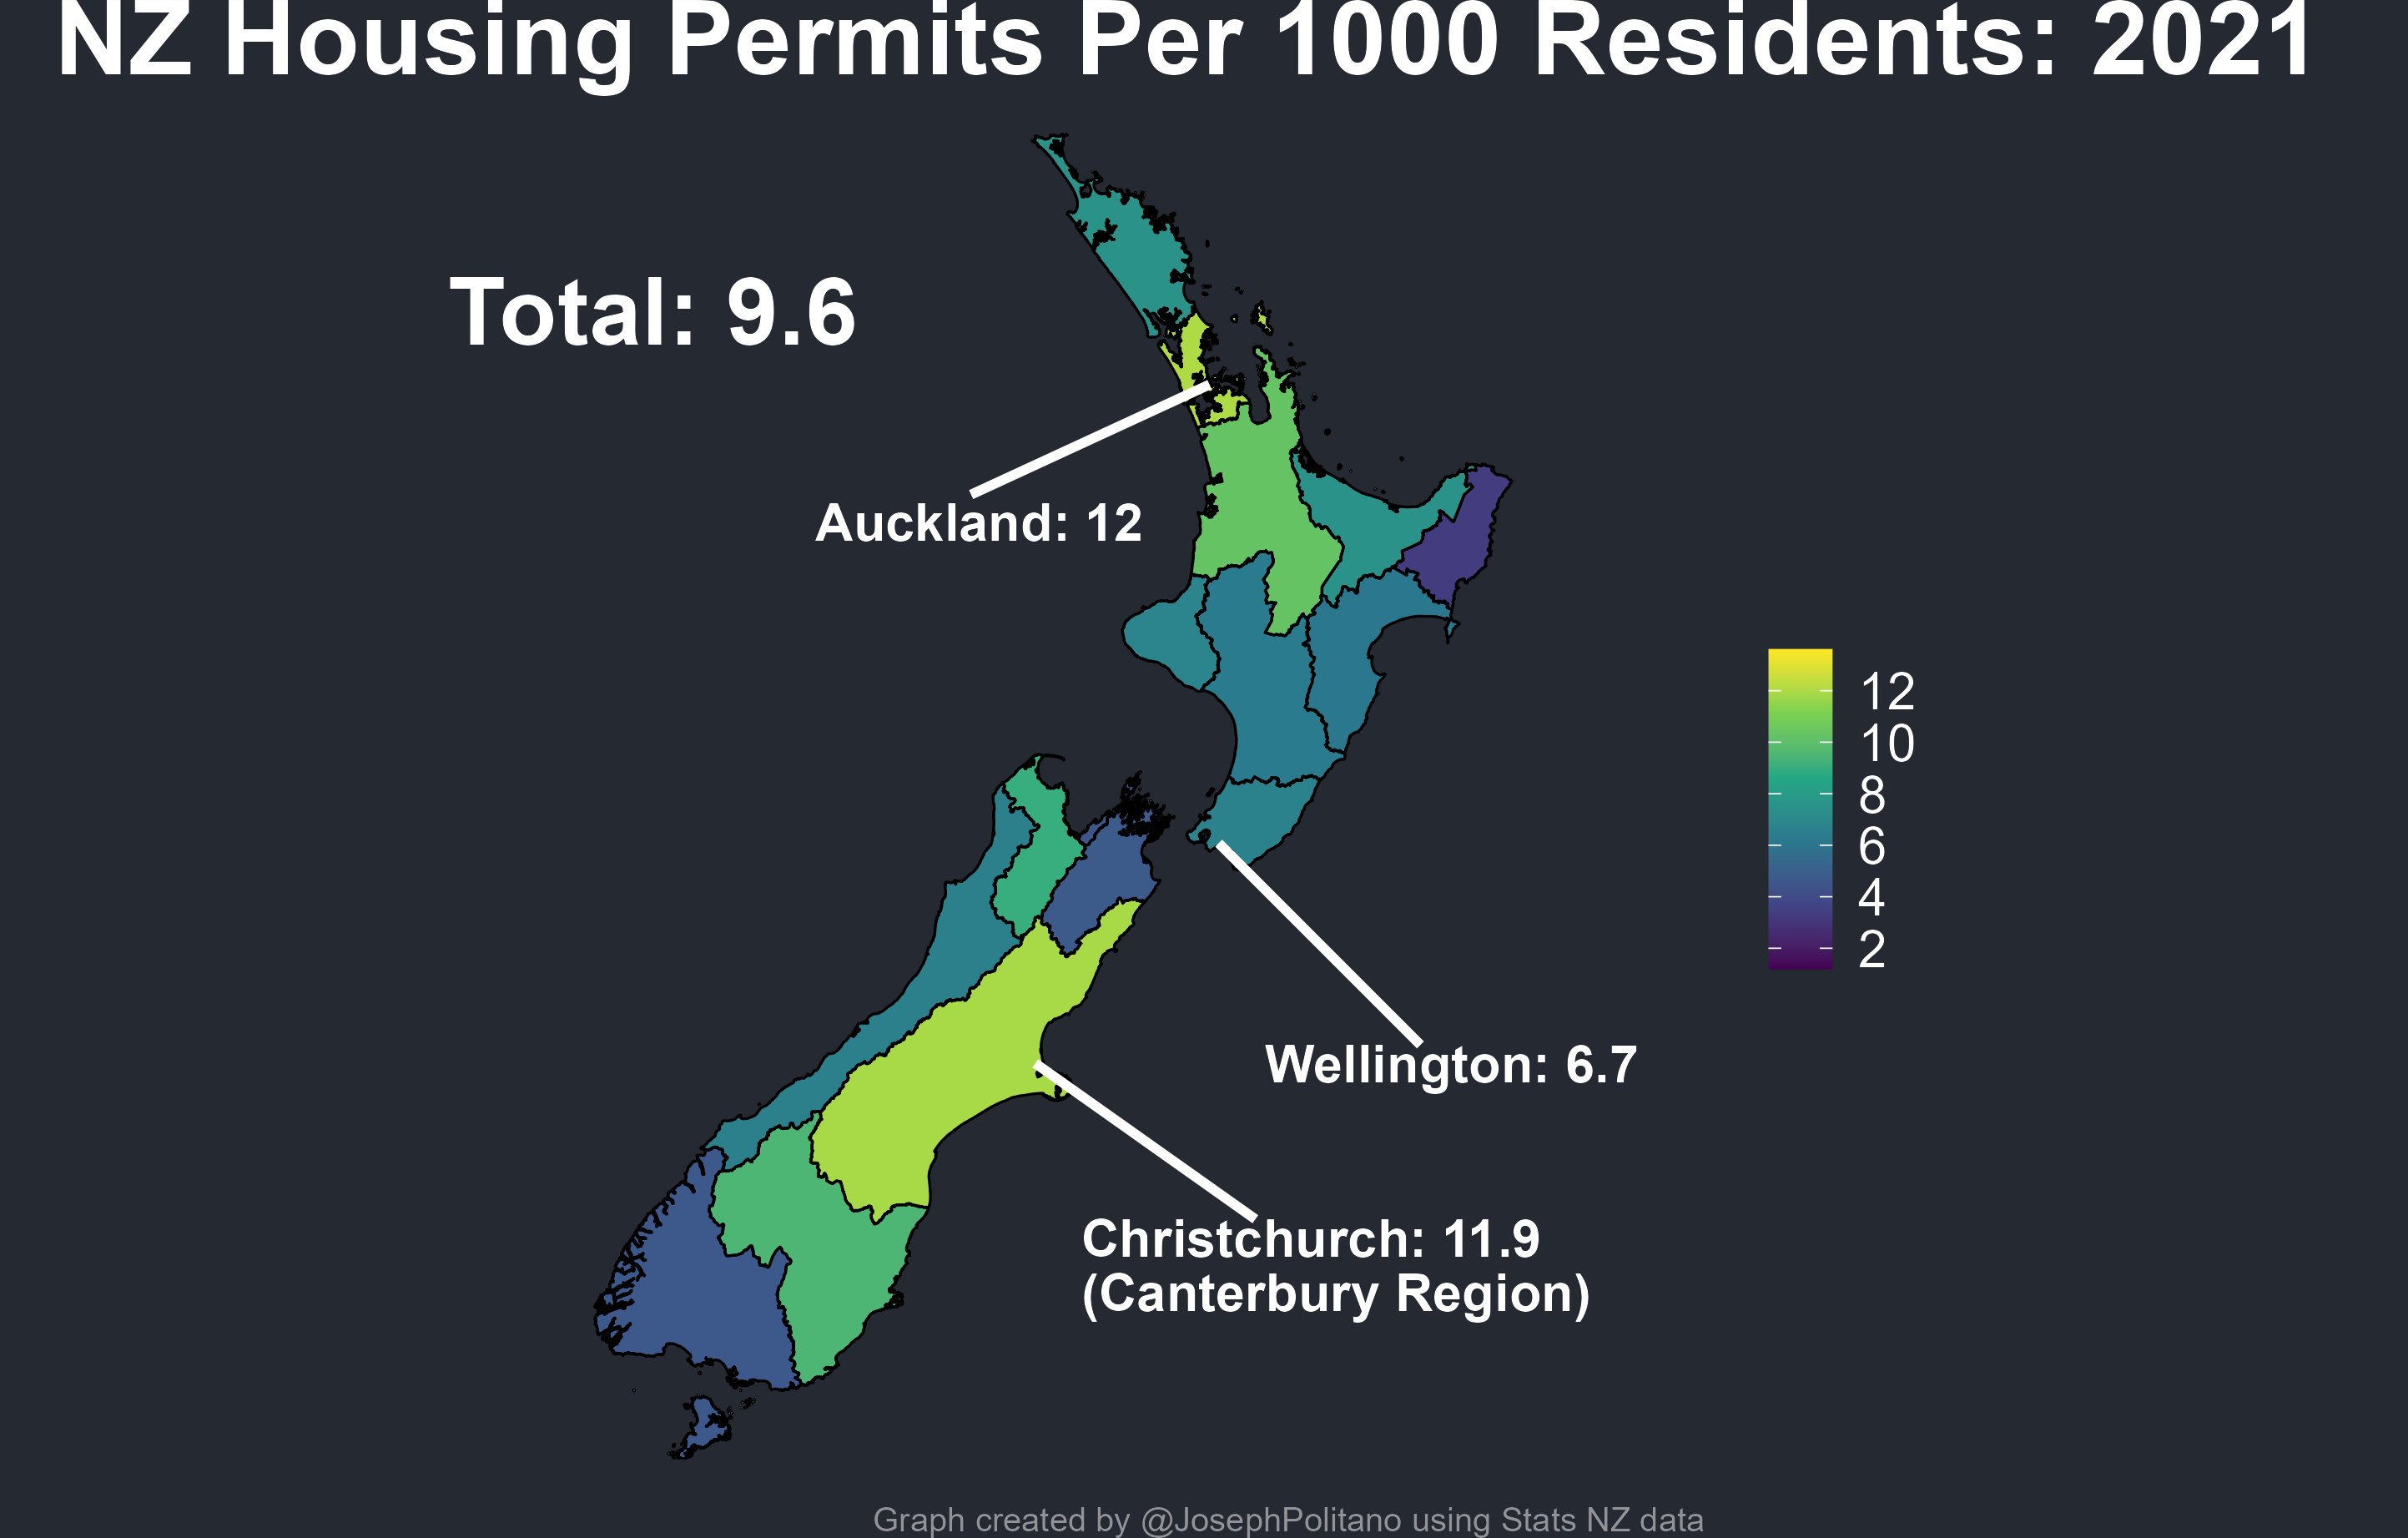 NZ Housing Permits Per 1000 Residents: 2021
Total: 9.6
Auckland: 12
12
10
8
6
4
2
Wellington: 6.7
Christchurch: 11.9
(Canterbury Region)
Graph created by @JosephPolitano using Stats NZ data